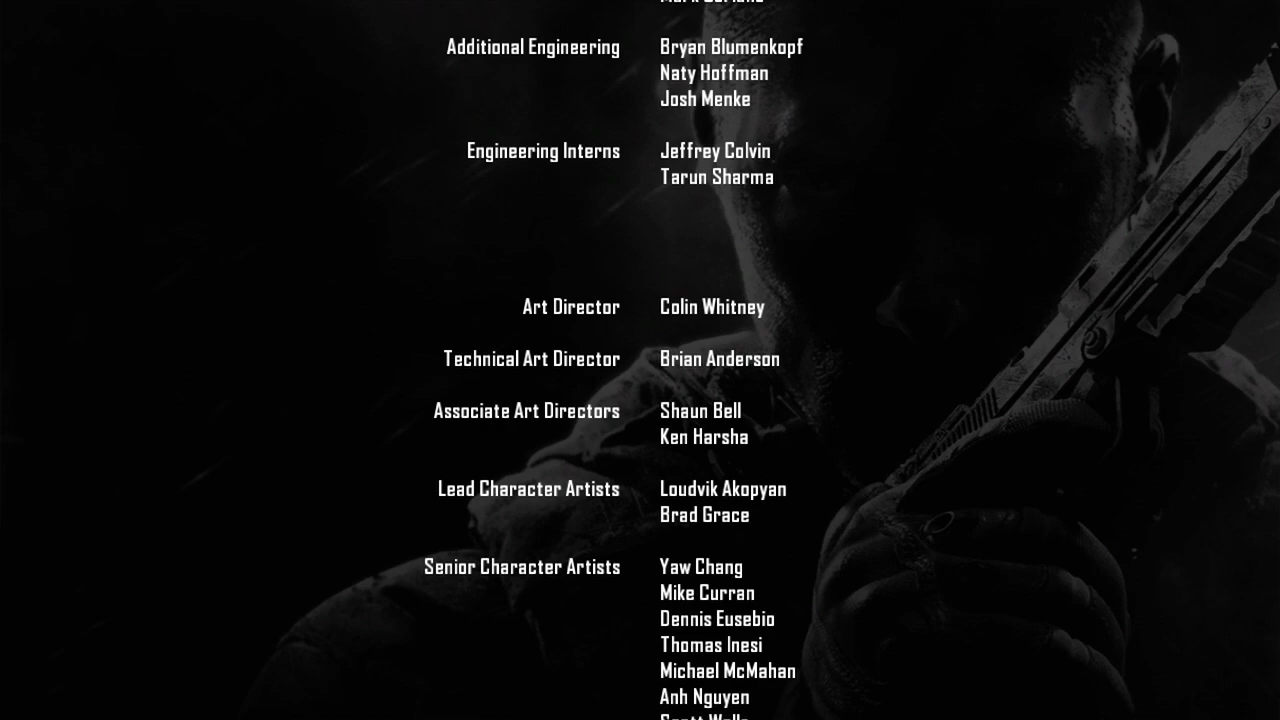 Additional Engineering Bryan Blumenkopf
Naty Hoffman
Josh Menke
Engineering Interns Jeffrey Colvin
Tarun Sharma
Art Director Colin Whitney
Technical Art Director Brian Anderson
Associate Art Directors Shaun Bell
Ken Harsha
Lead Character Artists Loudvik Akopyan
Brad Grace
Senior Character Artists Yaw Chang
Mike Curran
Dennis Eusebio
Thomas Inesi
Michael McMahan
Anh Nguyen